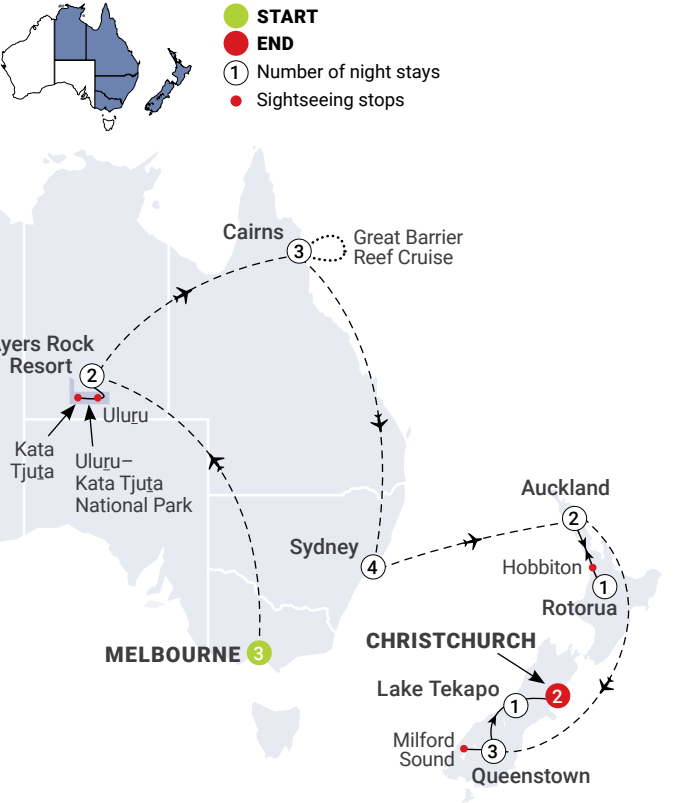 START
END
1 Number of night stays
Sightseeing stops
Cairns
3
Great Barrier
Reef Cruise
yers Rock
Resort
2
Uluṟu
Kata
Tjuṯa
Uluṟu–
Kata Tjuṯa
National Park
Auckland
2
Sydney
4
Hobbiton
1
Rotorua
MELBOURNE 3
CHRISTCHURCH
Lake Tekapo
1
2
Milford
Sound
3
Queenstown